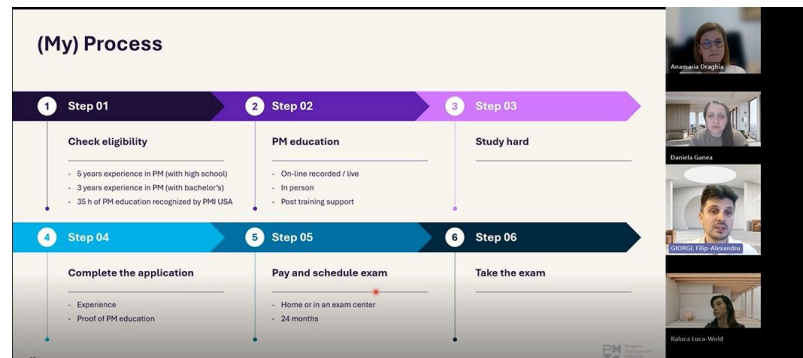 (My) Process
1 Step 01
2 Step 02
3 Step 03
Check eligibility
- 5 years experience in PM (with high school)
- 3 years experience in PM (with bachelor's)
- 35 h of PM education recognized by PMI USA
PM education
- On-line recorded / live
- In person
- Post training support
Study hard
4 Step 04
5 Step 05
6 Step 06
Complete the application
- Experience
- Proof of PM education
Pay and schedule exam
- Home or in an exam center
- 24 months
Take the exam
Anamaria Draghia
Daniela Ganea
GIORGI, Filip-Alexandru
Raluca Luca-Wold